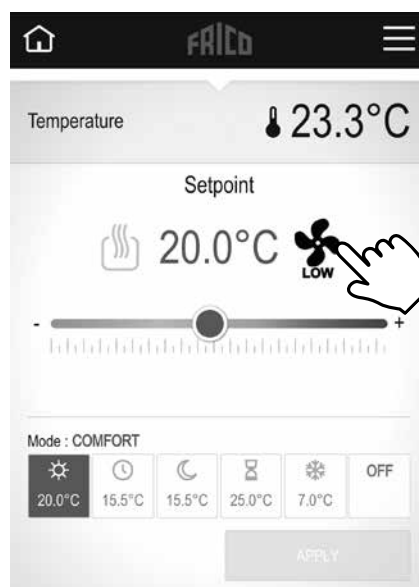 FRICO
Temperature 23.3°C
Setpoint
20.0°C
LOW
- +
Mode : COMFORT
20.0°C 15.5°C 15.5°C 25.0°C 7.0°C OFF
APPLY